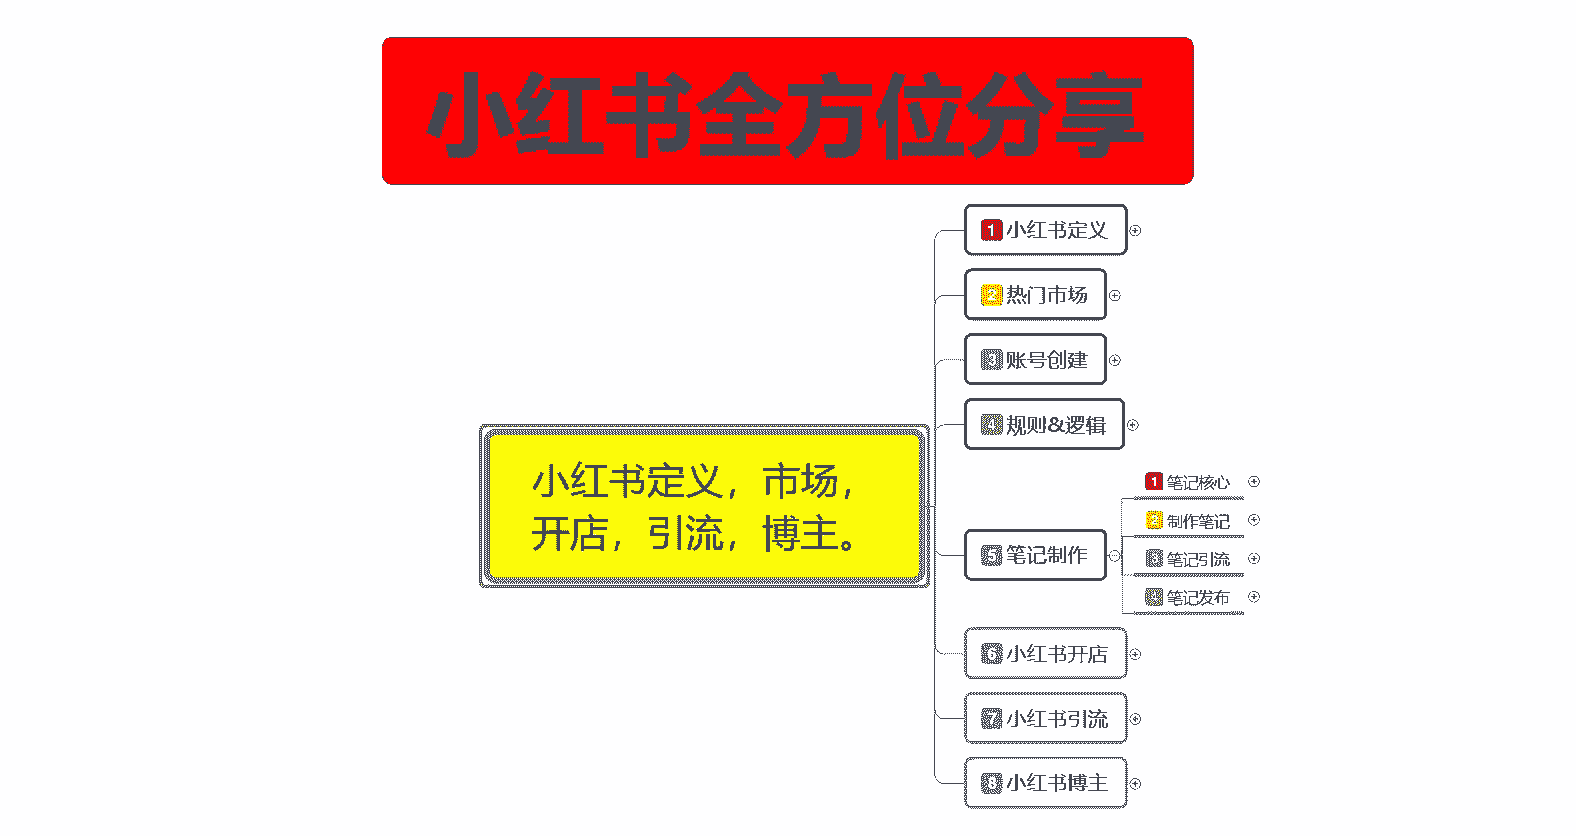 小红书全方位分享
小红书定义，市场，
开店，引流，博主。
1 小红书定义
2 热门市场
3 账号创建
4 规则&逻辑
5 笔记制作
1 笔记核心
2 制作笔记
3 笔记引流
4 笔记发布
6 小红书开店
7 小红书引流
8 小红书博主